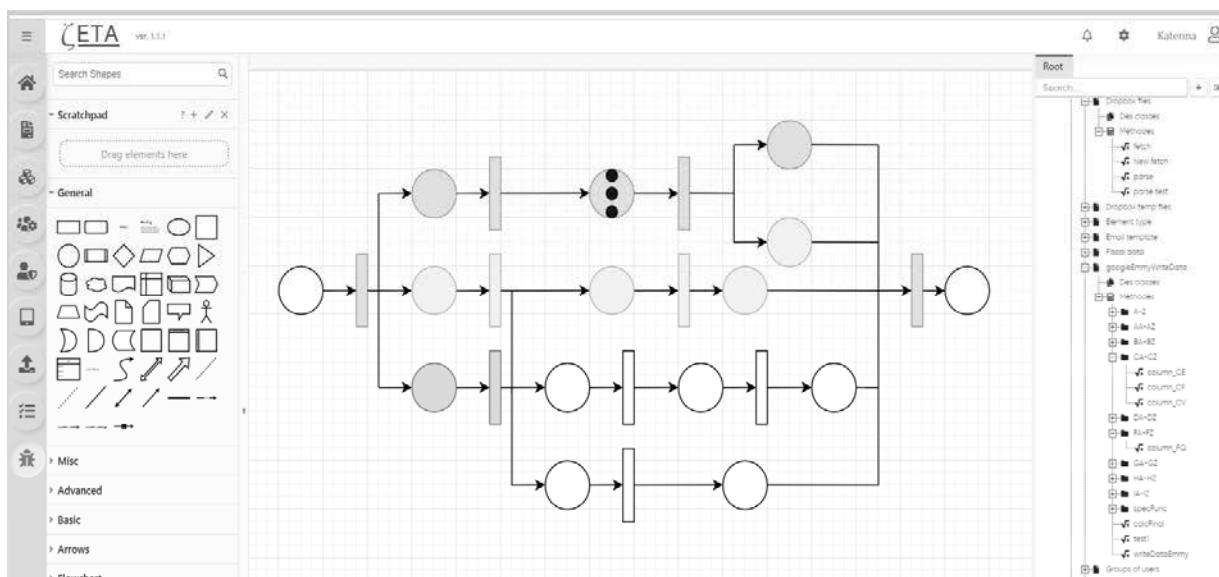 ζETA
ver. 1.1.1
Katerina
Search Shapes
Scratchpad
? + ×
Drag elements here
General
Misc
Advanced
Basic
Arrows
Flowchart
Root
Search...
Dropbox files
Des classes
Methodes
fetch
New fetch
parse
parse test
Dropbox temp files
Element type
Email template
Fiscal data
googleEmmyWriteData
Des classes
Methodes
A-Z
AA-AZ
BA-BZ
CA-CZ
column_CE
column_CF
column_CV
DA-DZ
FA-FZ
column_FQ
GA-GZ
HA-HZ
IA-IZ
specFunc
calcFinal
test1
writeDataEmmy
Groups of users